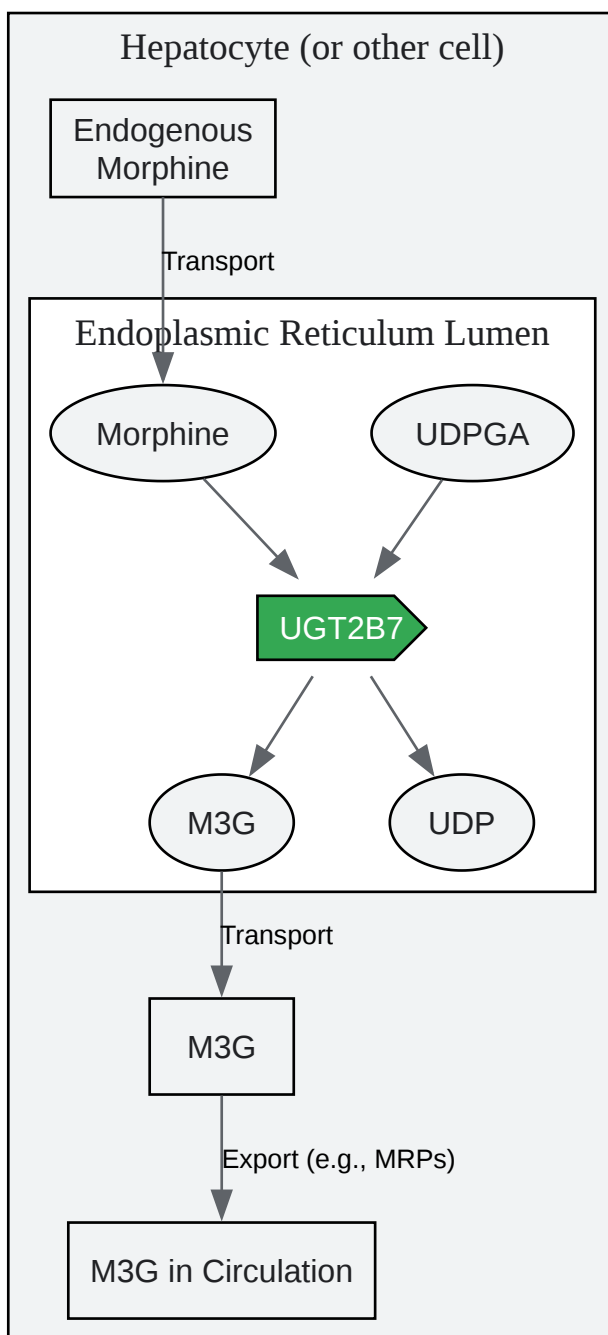 Hepatocyte (or other cell)
Endogenous
Morphine
Transport
Endoplasmic Reticulum Lumen
Morphine
UDPGA
UGT2B7
M3G
UDP
Transport
M3G
Export (e.g., MRPs)
M3G in Circulation